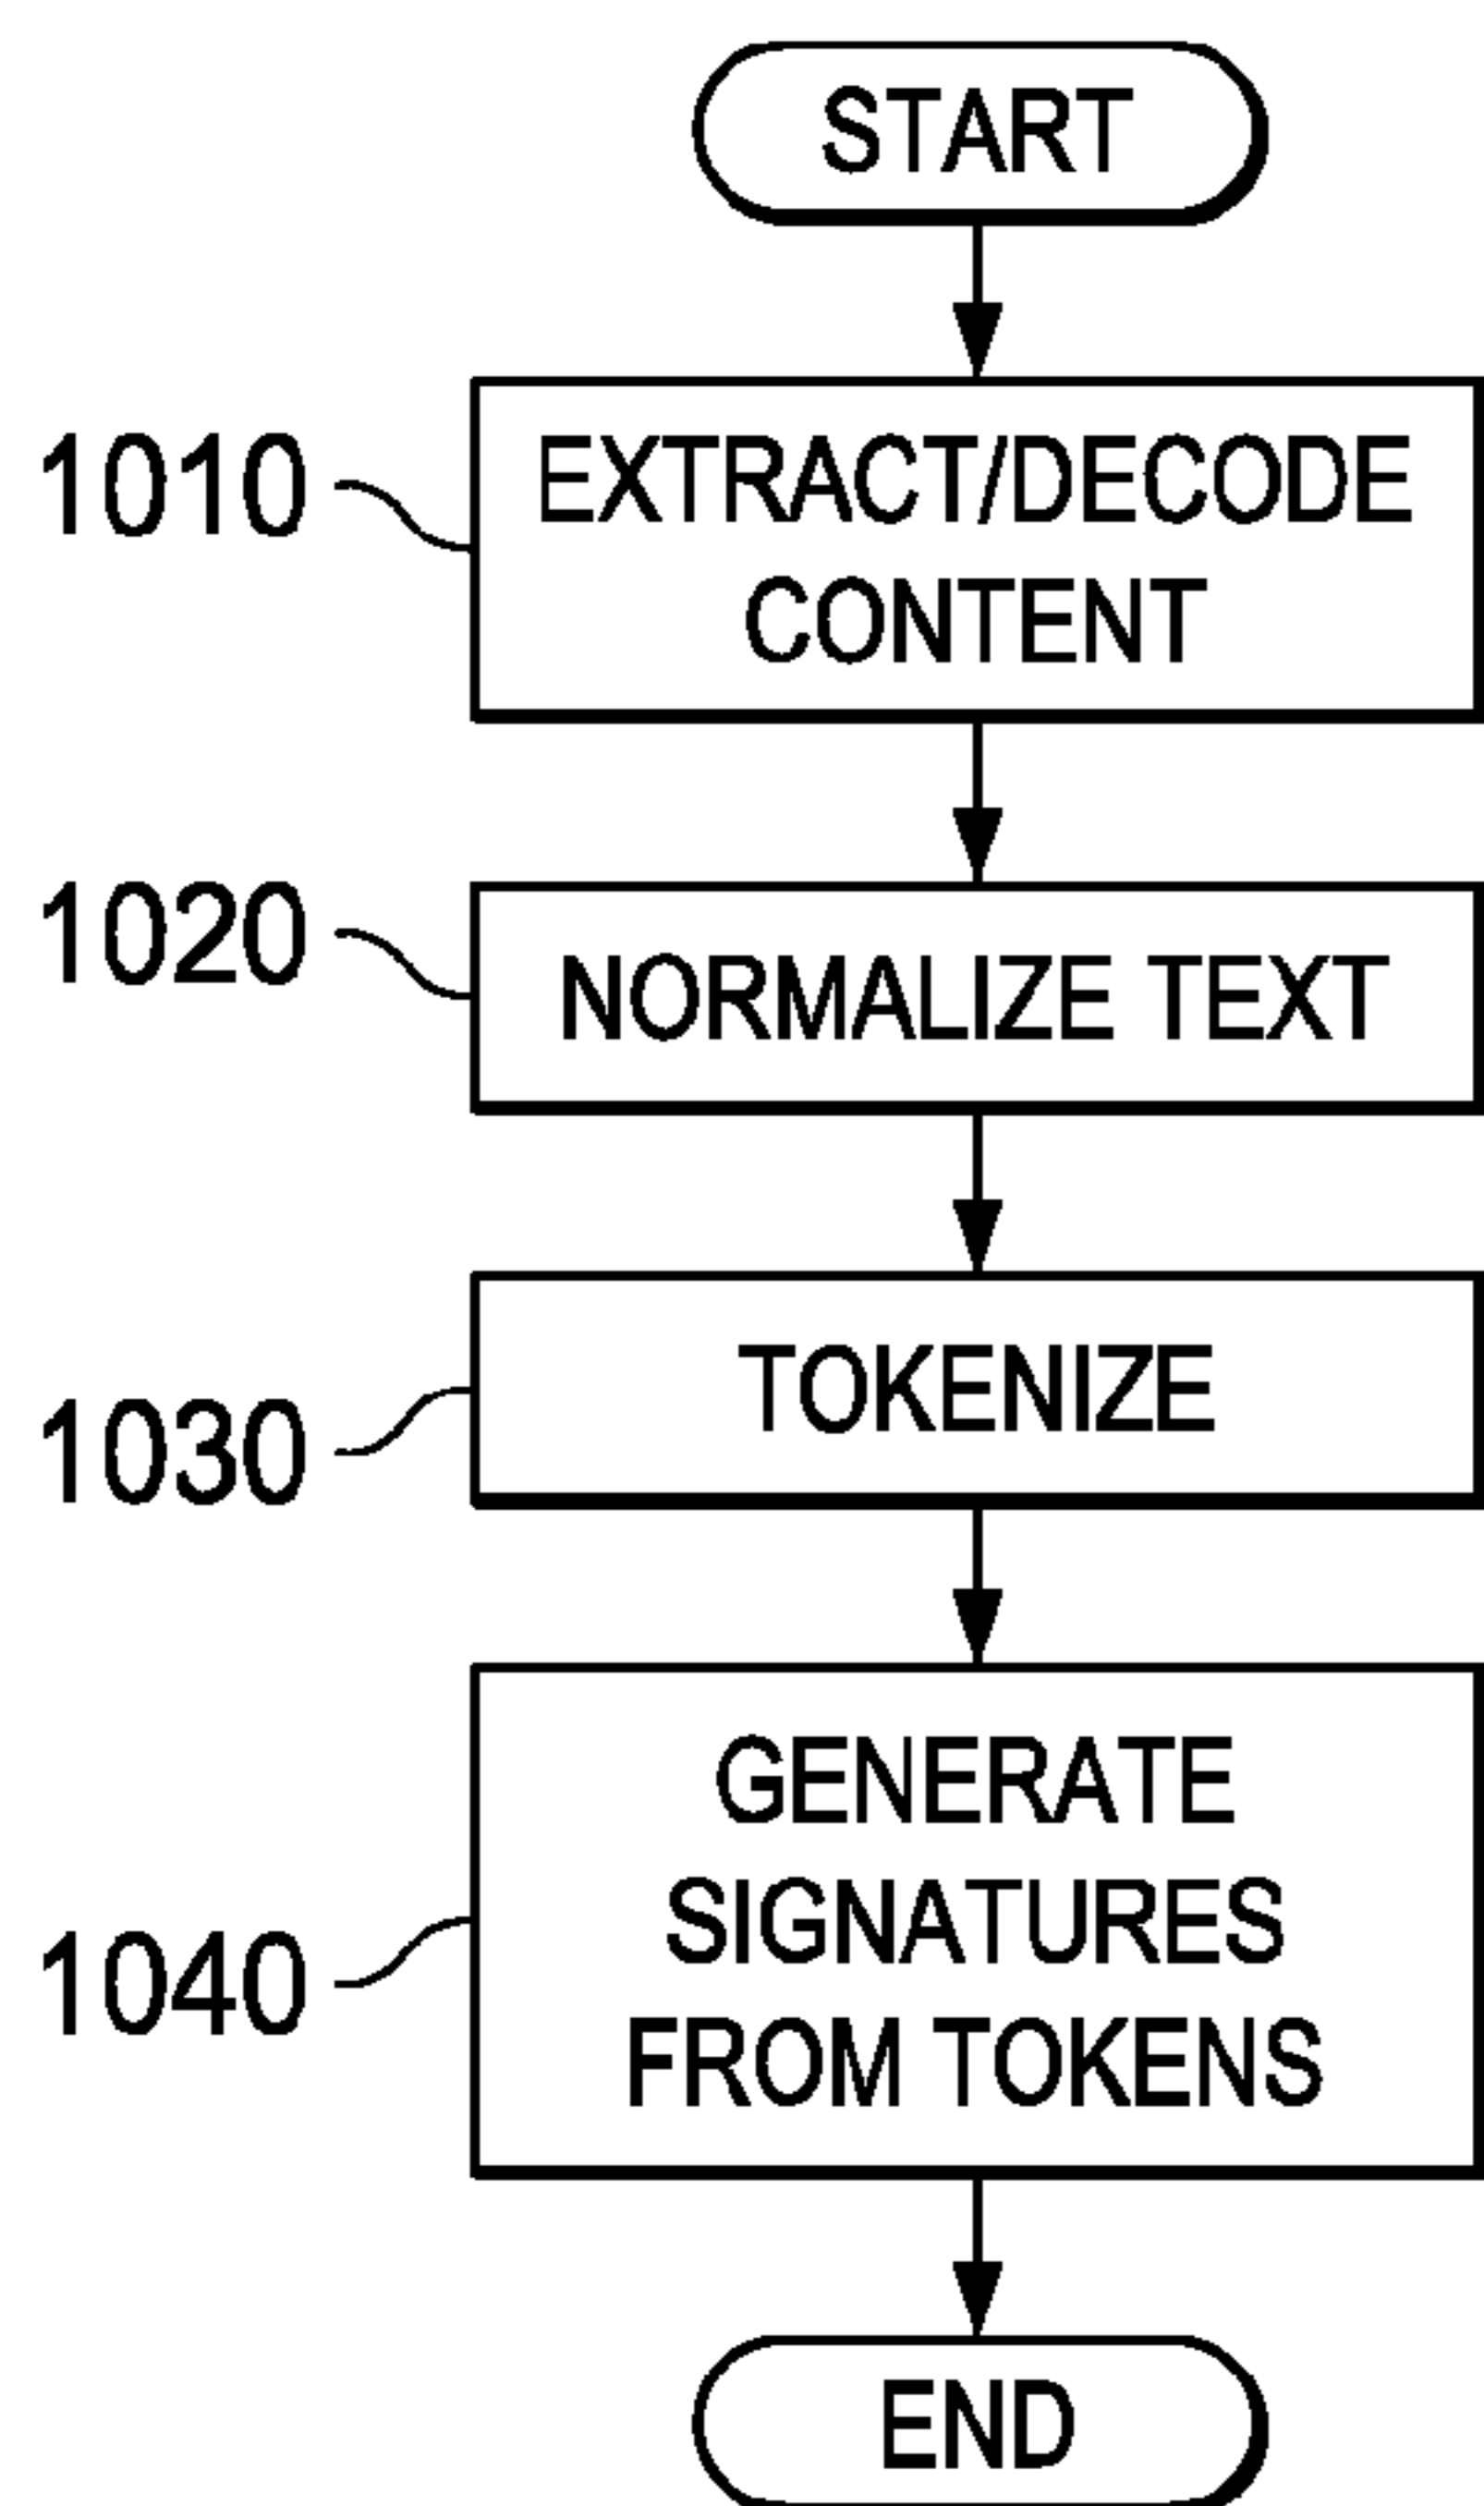 START
1010
EXTRACT/DECODE
CONTENT
1020
NORMALIZE TEXT
1030
TOKENIZE
1040
GENERATE
SIGNATURES
FROM TOKENS
END